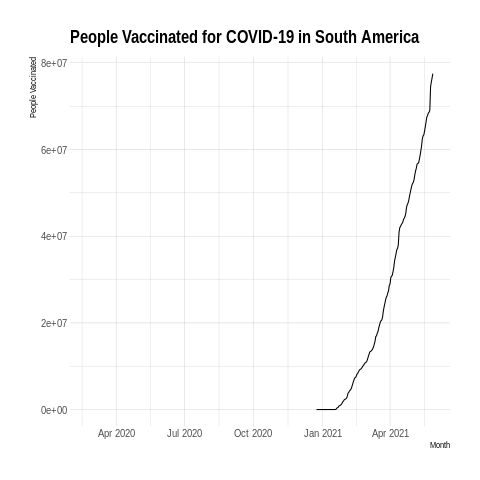 People Vaccinated for COVID-19 in South America
People Vaccinated
8e+07
6e+07
4e+07
2e+07
0e+00
Apr 2020
Jul 2020
Oct 2020
Jan 2021
Apr 2021
Month